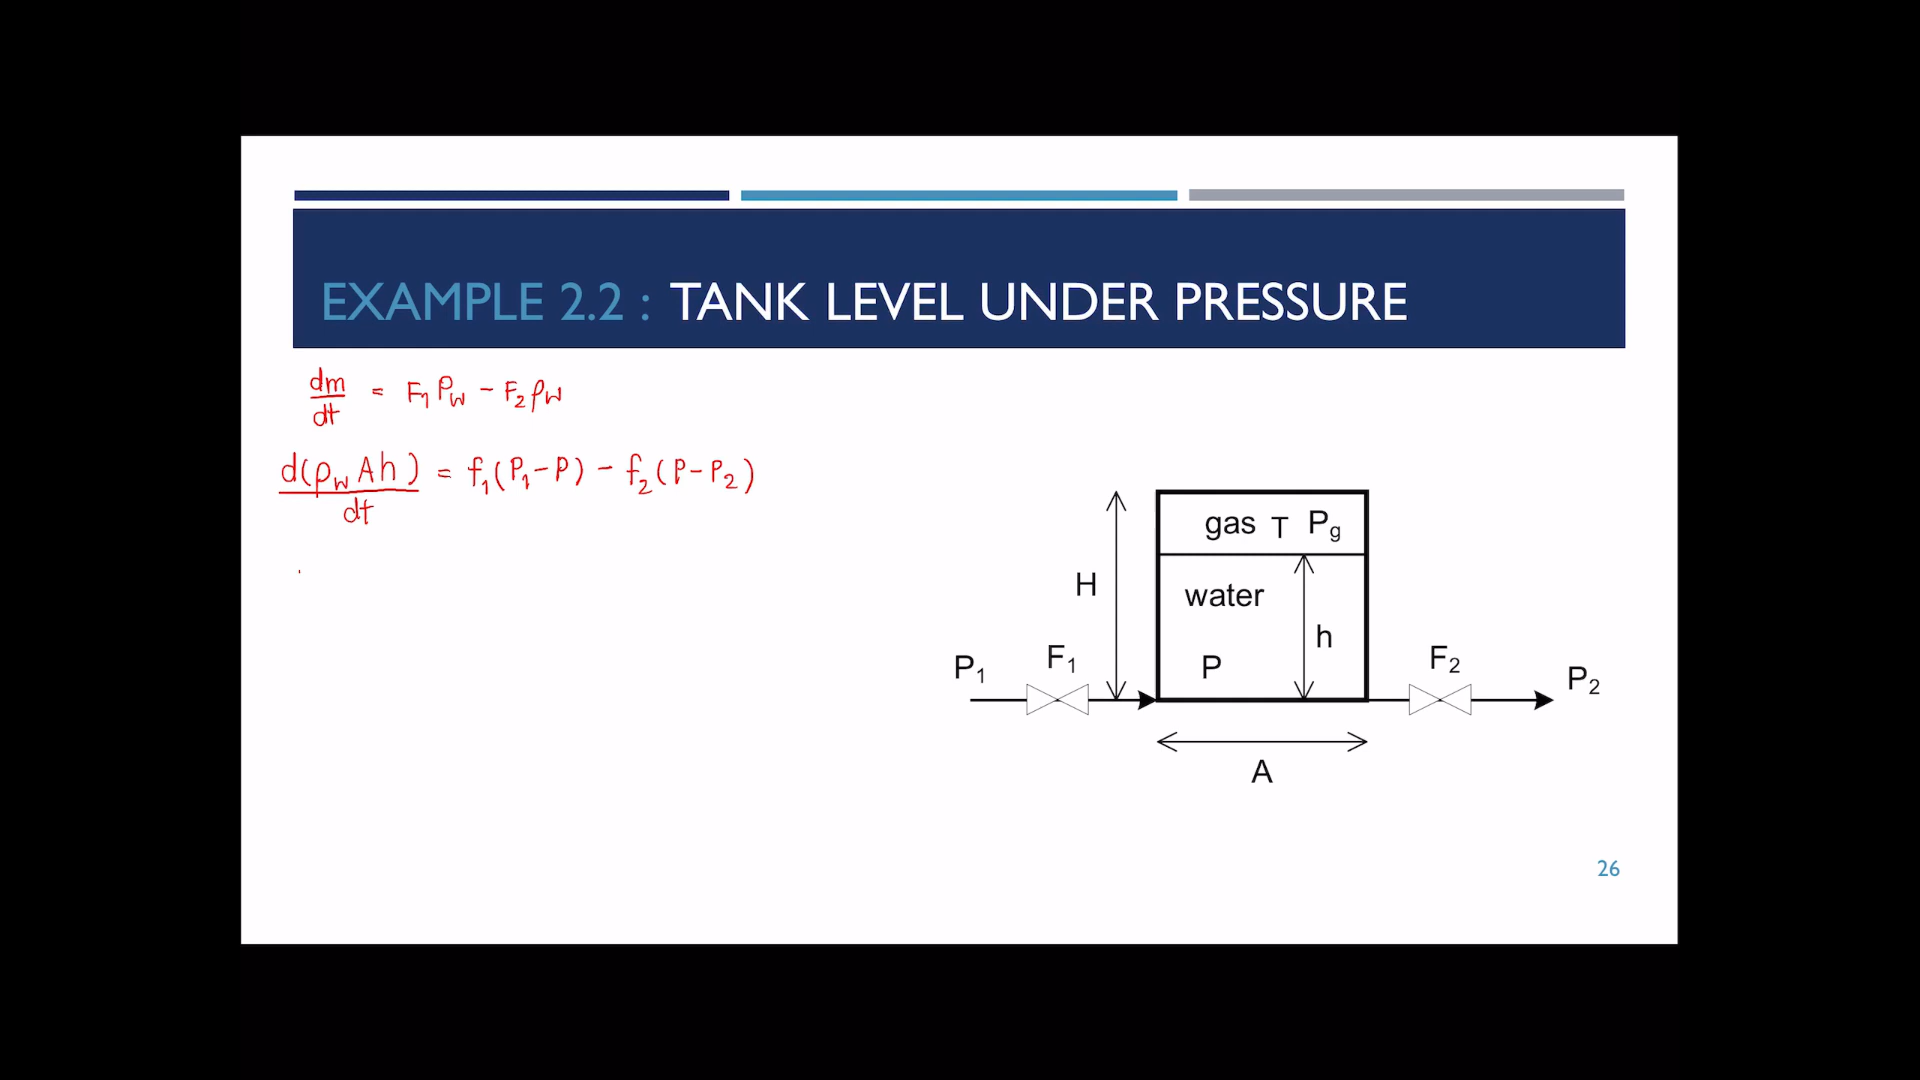 EXAMPLE 2.2 : TANK LEVEL UNDER PRESSURE
dm/dt = F₁ρw - F₂ρw
d(ρw A h)/dt = f₁(P₁-P) - f₂(P-P₂)
gas T Pg
H
water
h
P₁
F₁
P
F₂
P₂
A
26